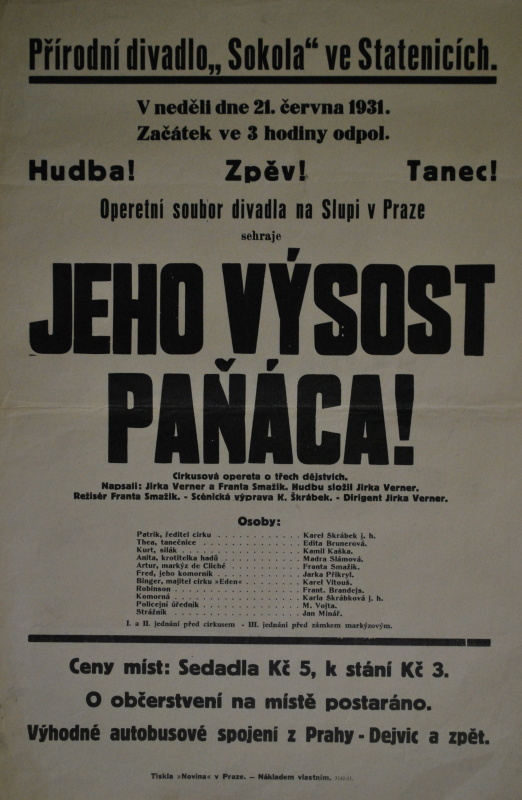 Přírodní divadlo „Sokola“ ve Statenicích.
V neděli dne 21. června 1931.
Začátek ve 3 hodiny odpol.
Hudba! Zpěv! Tanec!
Operetní soubor divadla na Slupi v Praze
sehraje
JEHO VÝSOST
PAŇÁCA!
Cirkusová opereta o třech dějstvích.
Napsali: Jirka Verner a Franta Smažík. Hudbu složil Jirka Verner.
Režisér Franta Smažík. - Scénická výprava K. Škrábek. - Dirigent Jirka Verner.
Osoby:
Patrik, ředitel cirku . . . . . . . . . . Karel Skrábek j. h.
Thea, tanečnice . . . . . . . . . . Edita Brunerová.
Kurt, silák . . . . . . . . . . Kamil Kaška.
Anita, krotitelka hadů . . . . . . . . . . Madra Slámová.
Artur, markýz de Cliché . . . . . . . . . . Franta Smažík.
Fred, jeho komorník . . . . . . . . . . Jarka Přikryl.
Binger, majitel cirku »Eden« . . . . . . . . . . Karel Vitouš.
Robinson . . . . . . . . . . Frant. Brandejs.
Komorná . . . . . . . . . . Karla Skrábková j. h.
Policejní úředník . . . . . . . . . . M. Vojta.
Strážník . . . . . . . . . . Jan Minář.
I. a II. jednání před cirkusem - III. jednání před zámkem markýzovým.
Ceny míst: Sedadla Kč 5, k stání Kč 3.
O občerstvení na místě postaráno.
Výhodné autobusové spojení z Prahy - Dejvic a zpět.
Tiskla »Novina« v Praze. — Nákladem vlastním.